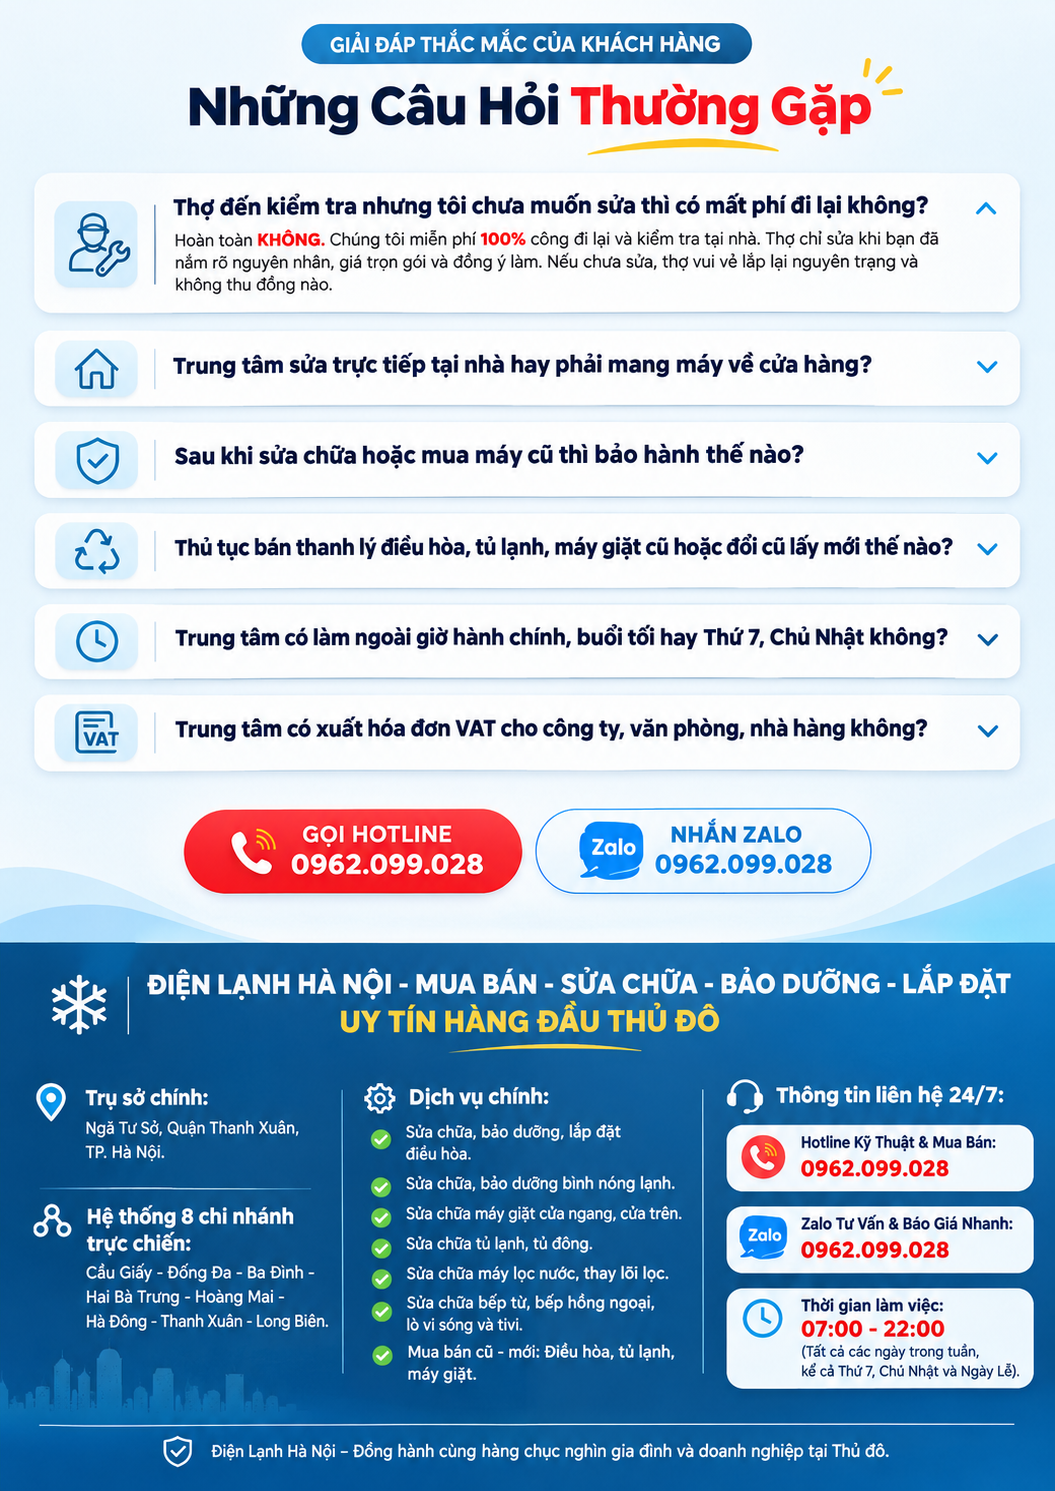 GIẢI ĐÁP THẮC MẮC CỦA KHÁCH HÀNG
Những Câu Hỏi Thường Gặp
Thợ đến kiểm tra nhưng tôi chưa muốn sửa thì có mất phí đi lại không?
Hoàn toàn KHÔNG. Chúng tôi miễn phí 100% công đi lại và kiểm tra tại nhà. Thợ chỉ sửa khi bạn đã
nắm rõ nguyên nhân, giá trọn gói và đồng ý làm. Nếu chưa sửa, thợ vui vẻ lắp lại nguyên trạng và
không thu đồng nào.
Trung tâm sửa trực tiếp tại nhà hay phải mang máy về cửa hàng?
Sau khi sửa chữa hoặc mua máy cũ thì bảo hành thế nào?
Thủ tục bán thanh lý điều hòa, tủ lạnh, máy giặt cũ hoặc đổi cũ lấy mới thế nào?
Trung tâm có làm ngoài giờ hành chính, buổi tối hay Thứ 7, Chủ Nhật không?
VAT
Trung tâm có xuất hóa đơn VAT cho công ty, văn phòng, nhà hàng không?
GỌI HOTLINE
0962.099.028
Zalo
NHẮN ZALO
0962.099.028
ĐIỆN LẠNH HÀ NỘI - MUA BÁN - SỬA CHỮA - BẢO DƯỠNG - LẮP ĐẶT
UY TÍN HÀNG ĐẦU THỦ ĐÔ
Trụ sở chính:
Ngã Tư Sở, Quận Thanh Xuân,
TP. Hà Nội.
Hệ thống 8 chi nhánh
trực chiến:
Cầu Giấy - Đống Đa - Ba Đình -
Hai Bà Trưng - Hoàng Mai -
Hà Đông - Thanh Xuân - Long Biên.
Dịch vụ chính:
Sửa chữa, bảo dưỡng, lắp đặt
điều hòa.
Sửa chữa, bảo dưỡng bình nóng lạnh.
Sửa chữa máy giặt cửa ngang, cửa trên.
Sửa chữa tủ lạnh, tủ đông.
Sửa chữa máy lọc nước, thay lõi lọc.
Sửa chữa bếp từ, bếp hồng ngoại,
lò vi sóng và tivi.
Mua bán cũ - mới: Điều hòa, tủ lạnh,
máy giặt.
Thông tin liên hệ 24/7:
Hotline Kỹ Thuật & Mua Bán:
0962.099.028
Zalo
Zalo Tư Vấn & Báo Giá Nhanh:
0962.099.028
Thời gian làm việc:
07:00 - 22:00
(Tất cả các ngày trong tuần,
kể cả Thứ 7, Chủ Nhật và Ngày Lễ).
Điện Lạnh Hà Nội – Đồng hành cùng hàng chục nghìn gia đình và doanh nghiệp tại Thủ đô.